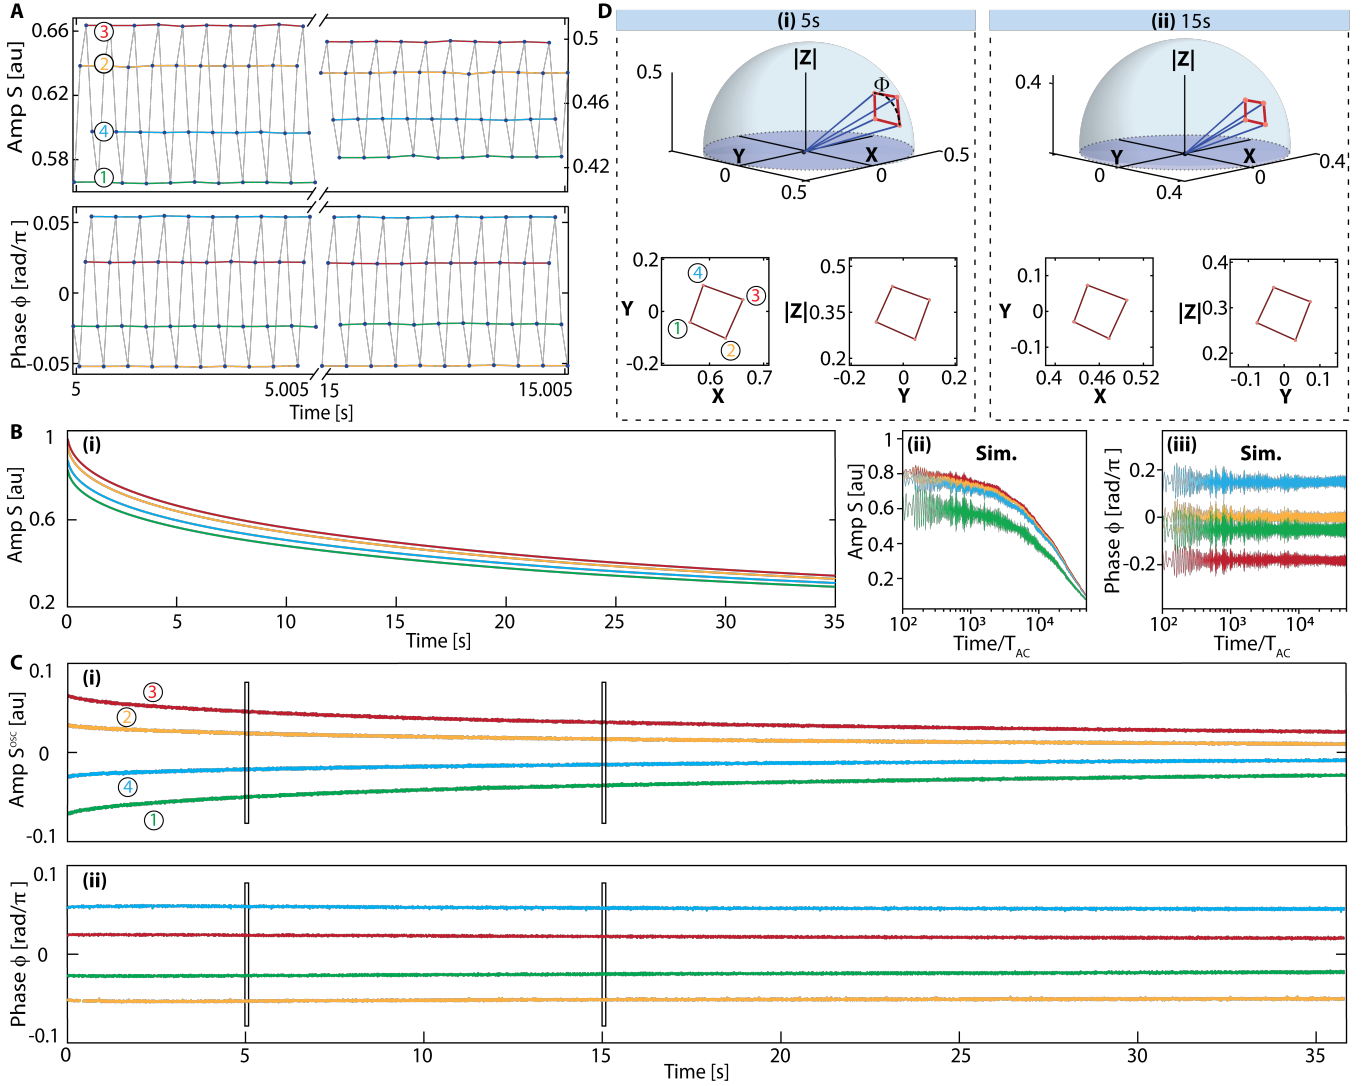 A
Amp S [au]
0.66
0.62
0.58
3
2
4
1
0.5
0.46
0.42
Phase ϕ [rad/π]
0.05
0
-0.05
5
5.005
15
15.005
Time [s]
D
(i) 5s
(ii) 15s
|Z|
0.5
Φ
Y
X
0
0.5
0
0.5
|Z|
0.4
Y
X
0
0.4
0
0.4
0.2
Y
0
-0.2
4
3
1
2
0.6
0.7
X
|Z|
0.5
0.35
0.2
-0.2
0
0.2
Y
Y
0.1
0
-0.1
0.4
0.46
0.52
X
|Z|
0.4
0.3
0.2
-0.1
0
0.1
Y
B
(i)
Amp S [au]
1
0.6
0.2
0
5
10
15
20
25
30
35
Time [s]
(ii)
Sim.
Amp S [au]
1
0.8
0.6
0.4
0.2
10²
10³
10⁴
Time/T_AC
(iii)
Sim.
Phase ϕ [rad/π]
0.2
0
-0.2
10²
10³
10⁴
Time/T_AC
C
(i)
Amp S^osc [au]
0.1
0
-0.1
3
2
4
1
(ii)
Phase ϕ [rad/π]
0.1
0
-0.1
0
5
10
15
20
25
30
35
Time [s]